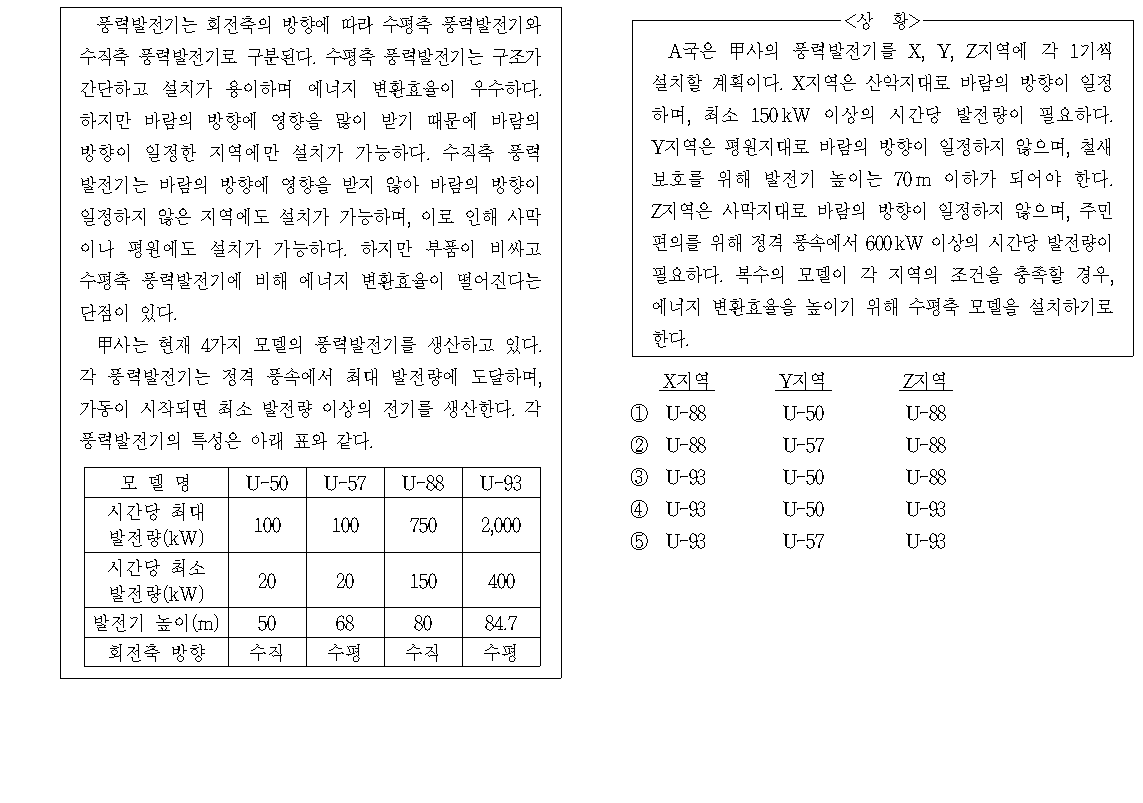 풍력발전기는 회전축의 방향에 따라 수평축 풍력발전기와
수직축 풍력발전기로 구분된다. 수평축 풍력발전기는 구조가
간단하고 설치가 용이하며 에너지 변환효율이 우수하다.
하지만 바람의 방향에 영향을 많이 받기 때문에 바람의
방향이 일정한 지역에만 설치가 가능하다. 수직축 풍력
발전기는 바람의 방향에 영향을 받지 않아 바람의 방향이
일정하지 않은 지역에도 설치가 가능하며, 이로 인해 사막
이나 평원에도 설치가 가능하다. 하지만 부품이 비싸고
수평축 풍력발전기에 비해 에너지 변환효율이 떨어진다는
단점이 있다.
甲사는 현재 4가지 모델의 풍력발전기를 생산하고 있다.
각 풍력발전기는 정격 풍속에서 최대 발전량에 도달하며,
가동이 시작되면 최소 발전량 이상의 전기를 생산한다. 각
풍력발전기의 특성은 아래 표와 같다.
모 델 명 U-50 U-57 U-88 U-93
시간당 최대
발전량(kW) 100 100 750 2,000
시간당 최소
발전량(kW) 20 20 150 400
발전기 높이(m) 50 68 80 84.7
회전축 방향 수직 수평 수직 수평
<상 황>
A국은 甲사의 풍력발전기를 X, Y, Z지역에 각 1기씩
설치할 계획이다. X지역은 산악지대로 바람의 방향이 일정
하며, 최소 150kW 이상의 시간당 발전량이 필요하다.
Y지역은 평원지대로 바람의 방향이 일정하지 않으며, 철새
보호를 위해 발전기 높이는 70m 이하가 되어야 한다.
Z지역은 사막지대로 바람의 방향이 일정하지 않으며, 주민
편의를 위해 정격 풍속에서 600kW 이상의 시간당 발전량이
필요하다. 복수의 모델이 각 지역의 조건을 충족할 경우,
에너지 변환효율을 높이기 위해 수평축 모델을 설치하기로
한다.
X지역 Y지역 Z지역
① U-88 U-50 U-88
② U-88 U-57 U-88
③ U-93 U-50 U-88
④ U-93 U-50 U-93
⑤ U-93 U-57 U-93